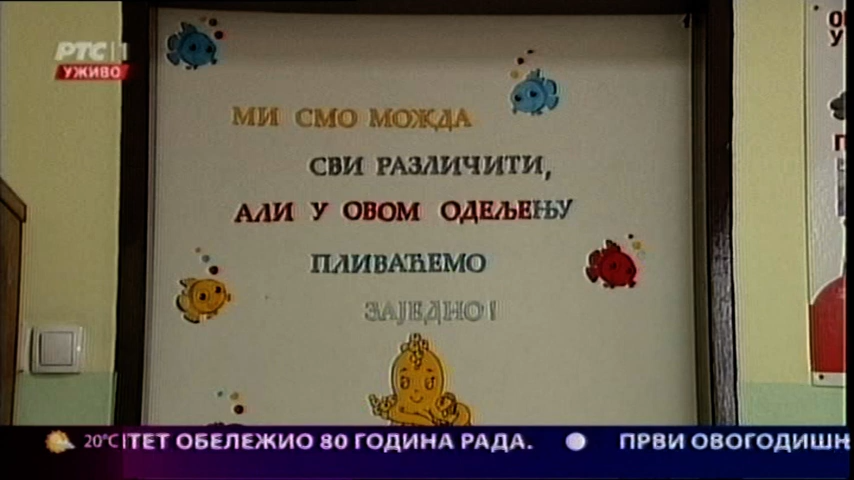 РТС 1
УЖИВО
МИ СМО МОЖДА
СВИ РАЗЛИЧИТИ,
АЛИ У ОВОМ ОДЕЉЕЊУ
ПЛИВАЋЕМО
ЗАЈЕДНО!
20°C
ТЕТ ОБЕЛЕЖИО 80 ГОДИНА РАДА. ПРВИ ОВОГОДИШЊ